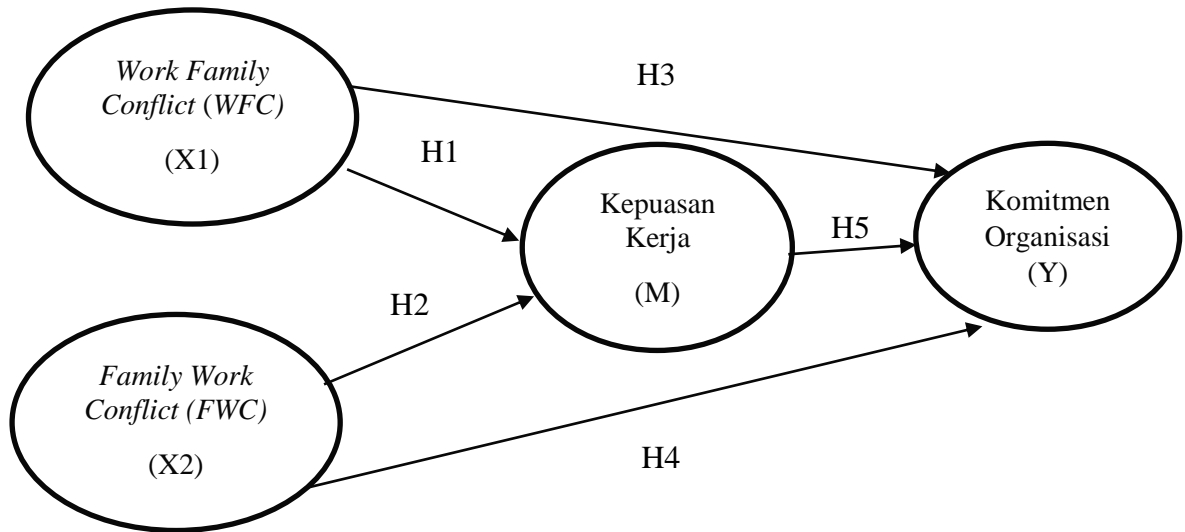 Work Family
Conflict (WFC)
(X1)
H3
H1
Kepuasan
Kerja
(M)
H5
Komitmen
Organisasi
(Y)
H2
Family Work
Conflict (FWC)
(X2)
H4